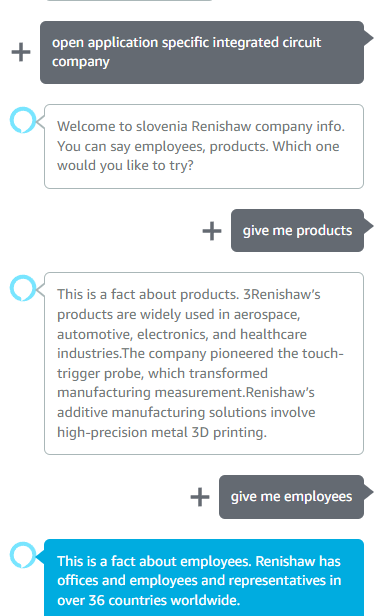 open application specific integrated circuit
company
Welcome to slovenia Renishaw company info.
You can say employees, products. Which one
would you like to try?
give me products
This is a fact about products. 3Renishaw's
products are widely used in aerospace,
automotive, electronics, and healthcare
industries.The company pioneered the touch-
trigger probe, which transformed
manufacturing measurement.Renishaw's
additive manufacturing solutions involve
high-precision metal 3D printing.
give me employees
This is a fact about employees. Renishaw has
offices and employees and representatives in
over 36 countries worldwide.